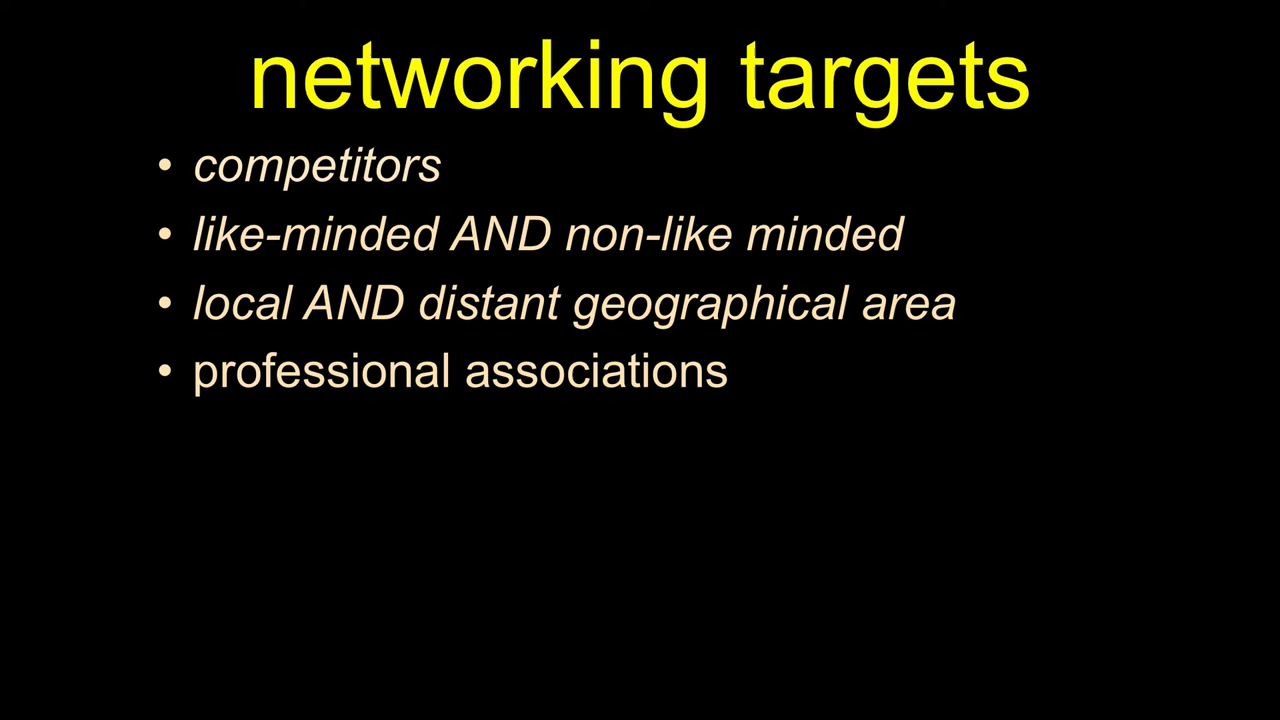 networking targets
• competitors
• like-minded AND non-like minded
• local AND distant geographical area
• professional associations